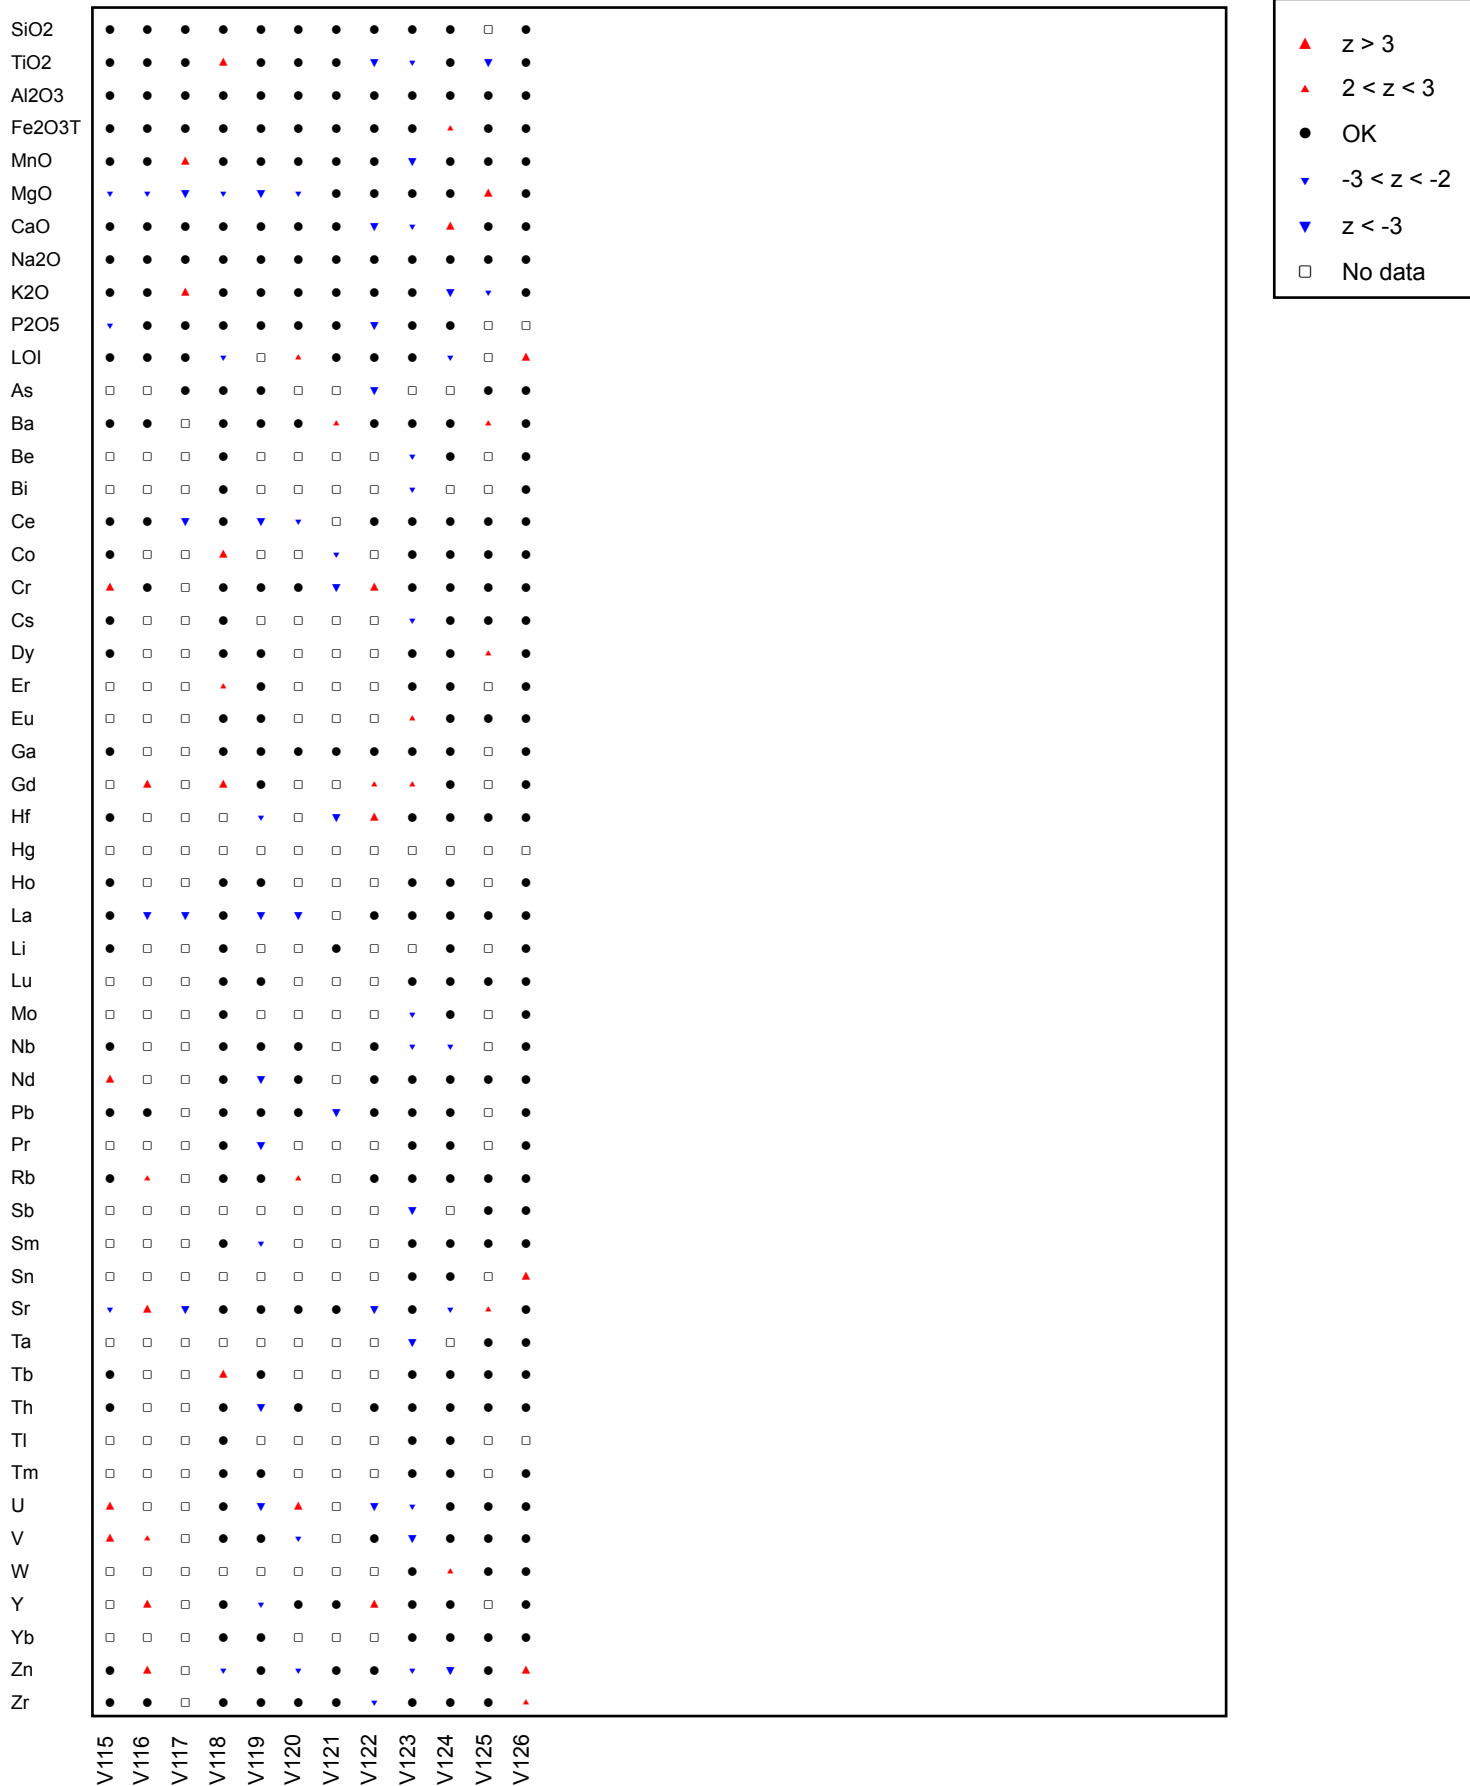 SiO2
TiO2
Al2O3
Fe2O3T
MnO
MgO
CaO
Na2O
K2O
P2O5
LOI
As
Ba
Be
Bi
Ce
Co
Cr
Cs
Dy
Er
Eu
Ga
Gd
Hf
Hg
Ho
La
Li
Lu
Mo
Nb
Nd
Pb
Pr
Rb
Sb
Sm
Sn
Sr
Ta
Tb
Th
Tl
Tm
U
V
W
Y
Yb
Zn
Zr
V115
V116
V117
V118
V119
V120
V121
V122
V123
V124
V125
V126
z > 3
2 < z < 3
OK
-3 < z < -2
z < -3
No data